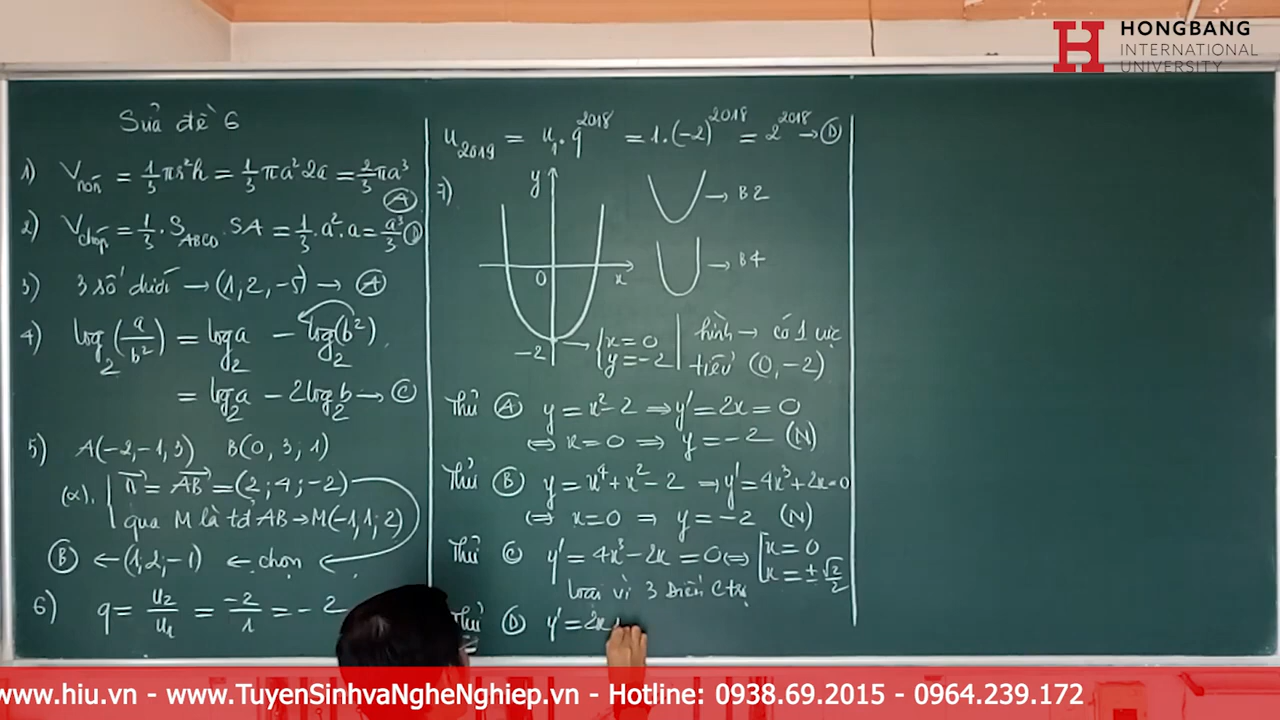 HONGBANG
INTERNATIONAL
UNIVERSITY
Sửa đề 6
1) Vnón = 1/3 πr²h = 1/3 πa² 2a = 2/3 πa³
Ⓐ
2) Vchóp = 1/3 . S_ABCD . SA = 1/3 . a² . a = a³/3 Ⓓ
3) 3 số dưới → (1, 2, -5) → Ⓐ
4) log₂(a/b²) = log₂a - log₂(b²)
= log₂a - 2log₂b → Ⓒ
5) A(-2,-1,3) B(0, 3; 1)
(α). n = AB = (2; 4; -2)
qua M là tđ AB → M(-1; 1; 2)
Ⓑ ← (1; 2; -1) ← chọn ←
6) q = u₂/u₁ = -2/1 = -2
u₂₀₁₉ = u₁. q²⁰¹⁸ = 1.(-2)²⁰¹⁸ = 2²⁰¹⁸ → Ⓓ
7) y → B2
→ B4
0 x
-2 → { x = 0
y = -2 | hình → có 1 cực
tiểu (0, -2)
Thử Ⓐ y = x² - 2 ⇒ y' = 2x = 0
⇔ x = 0 ⇒ y = -2 (N)
Thử Ⓑ y = x⁴ + x² - 2 → y' = 4x³ + 2x = 0
⇔ x = 0 ⇒ y = -2 (N)
Thử Ⓒ y' = 4x³ - 2x = 0 ⇔ [ x = 0
x = ± √2/2
loại vì 3 điểm Ctrị
Thử Ⓓ y' = 2x
www.hiu.vn - www.TuyenSinhvaNgheNghiep.vn - Hotline: 0938.69.2015 - 0964.239.172